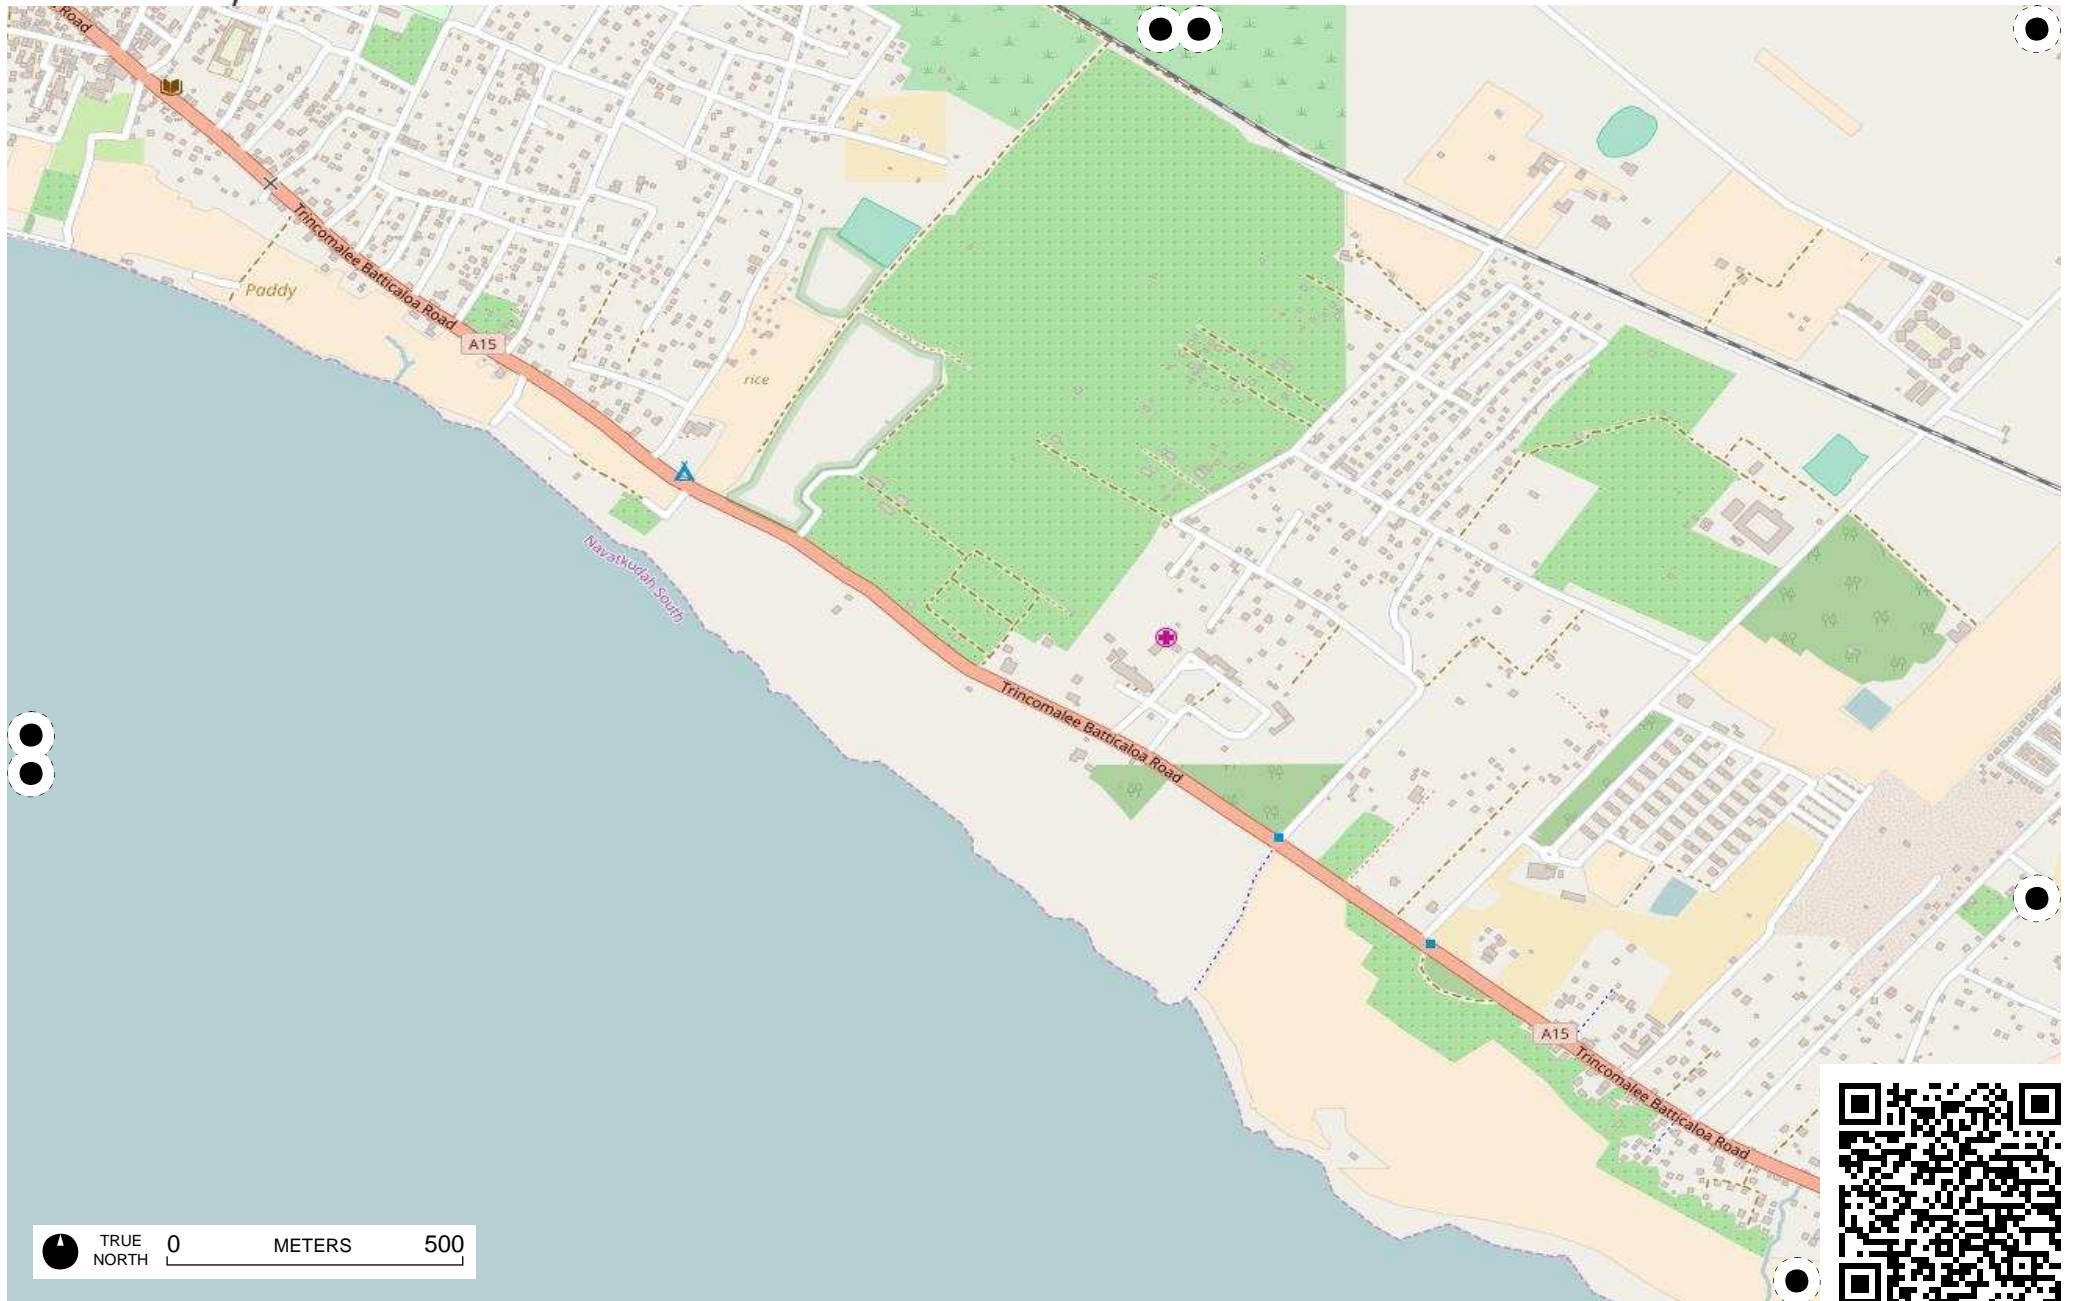 Road
Trincomalee Batticaloa Road
Paddy
A15
rice
Navatkudah South
Trincomalee Batticaloa Road
A15
Trincomalee Batticaloa Road
TRUE
NORTH
0 METERS 500